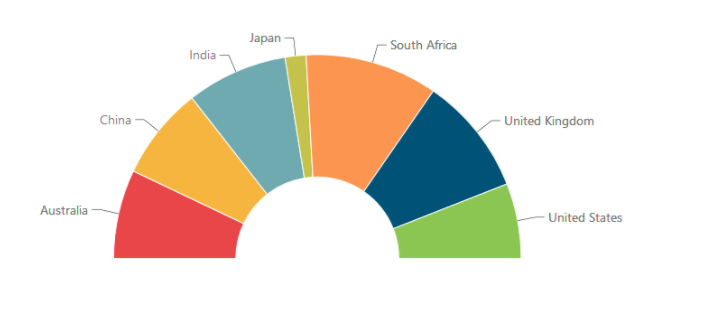 Japan
South Africa
India
China
United Kingdom
Australia
United States